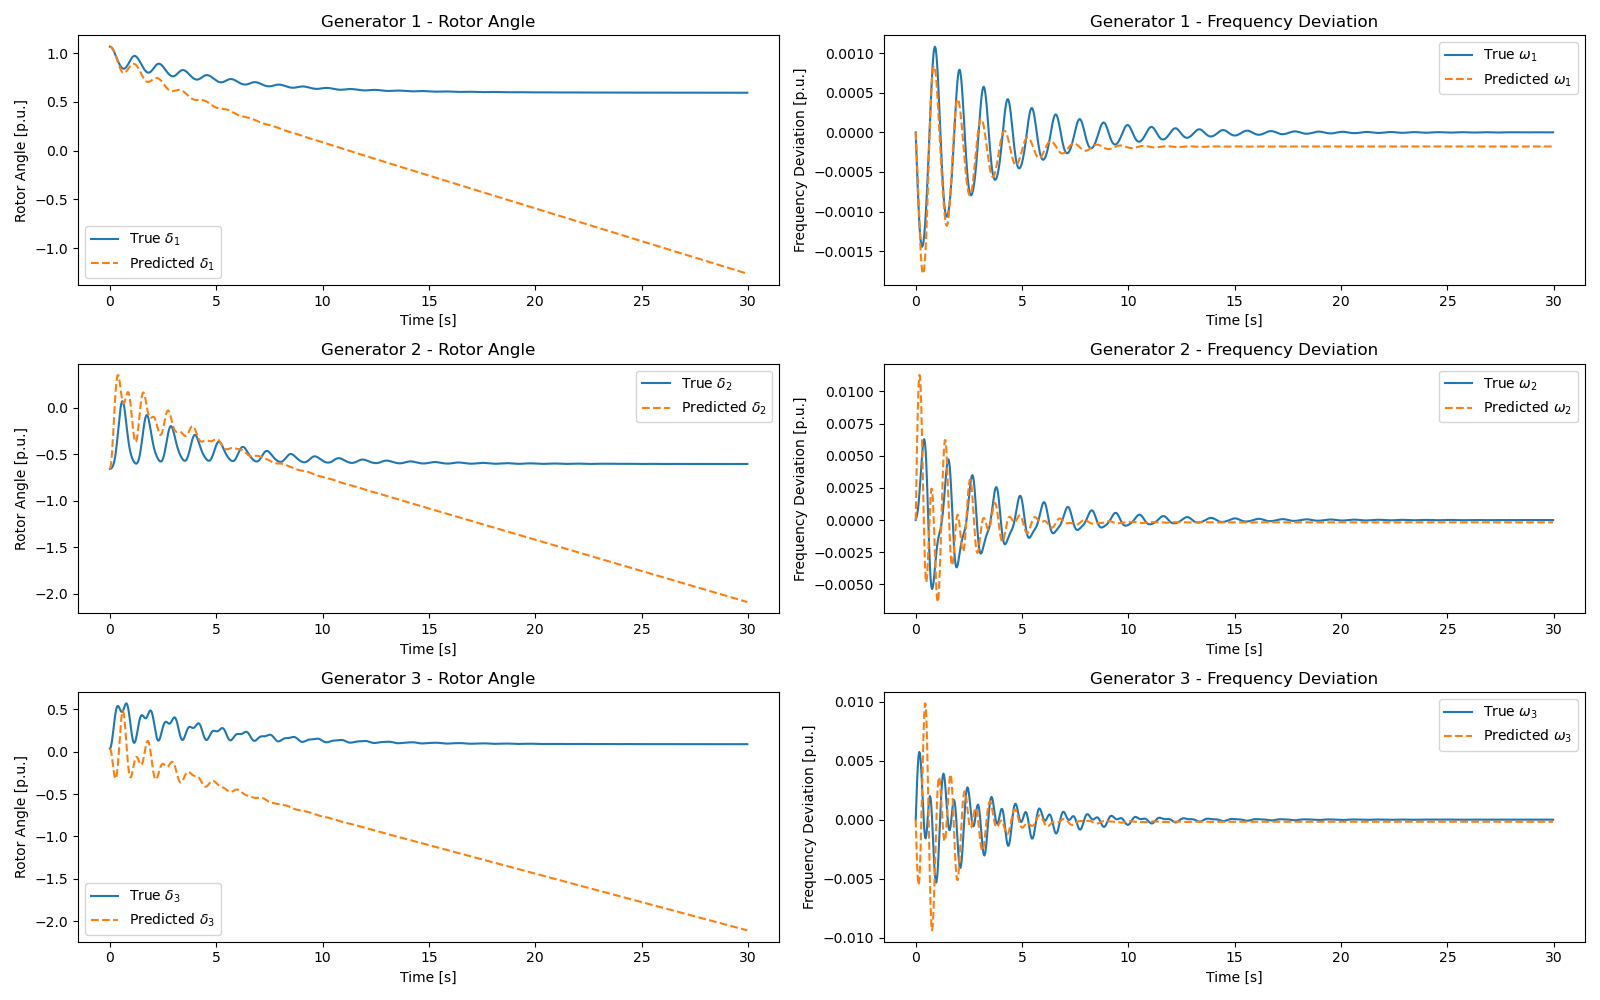 Generator 1 - Rotor Angle
Rotor Angle [p.u.]
1.0
0.5
0.0
−0.5
−1.0
True δ1
Predicted δ1
0 5 10 15 20 25 30
Time [s]
Generator 1 - Frequency Deviation
Frequency Deviation [p.u.]
0.0010
0.0005
0.0000
−0.0005
−0.0010
−0.0015
True ω1
Predicted ω1
0 5 10 15 20 25 30
Time [s]
Generator 2 - Rotor Angle
Rotor Angle [p.u.]
0.0
−0.5
−1.0
−1.5
−2.0
True δ2
Predicted δ2
0 5 10 15 20 25 30
Time [s]
Generator 2 - Frequency Deviation
Frequency Deviation [p.u.]
0.0100
0.0075
0.0050
0.0025
0.0000
−0.0025
−0.0050
True ω2
Predicted ω2
0 5 10 15 20 25 30
Time [s]
Generator 3 - Rotor Angle
Rotor Angle [p.u.]
0.5
0.0
−0.5
−1.0
−1.5
−2.0
True δ3
Predicted δ3
0 5 10 15 20 25 30
Time [s]
Generator 3 - Frequency Deviation
Frequency Deviation [p.u.]
0.010
0.005
0.000
−0.005
−0.010
True ω3
Predicted ω3
0 5 10 15 20 25 30
Time [s]